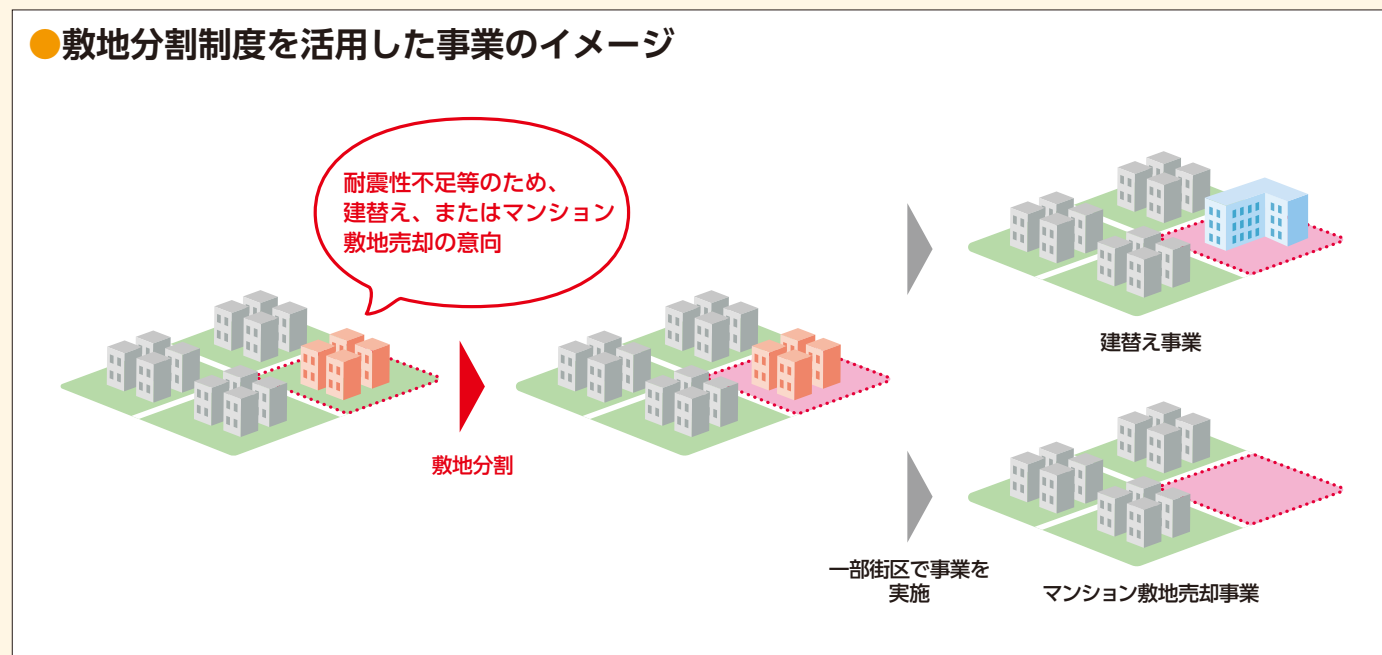 ●敷地分割制度を活用した事業のイメージ
耐震性不足等のため、
建替え、またはマンション
敷地売却の意向
敷地分割
建替え事業
一部街区で事業を
実施
マンション敷地売却事業